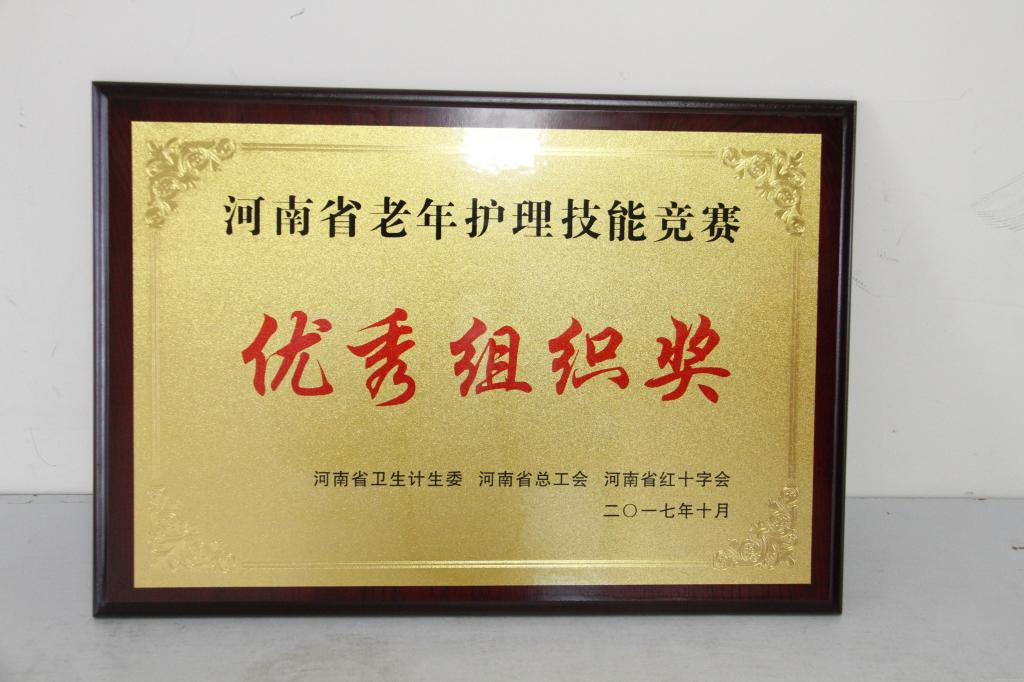 河南省老年护理技能竞赛
优秀组织奖
河南省卫生计生委 河南省总工会 河南省红十字会
二〇一七年十月